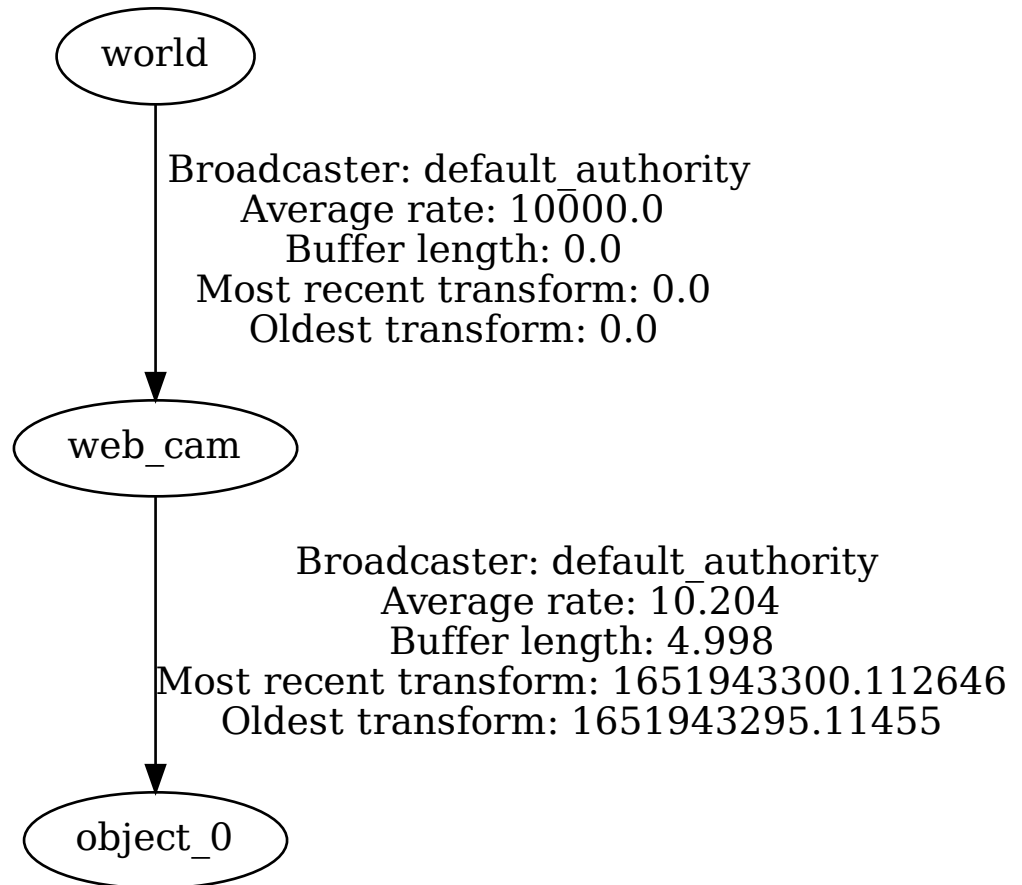 world
Broadcaster: default_authority
Average rate: 10000.0
Buffer length: 0.0
Most recent transform: 0.0
Oldest transform: 0.0
web_cam
Broadcaster: default_authority
Average rate: 10.204
Buffer length: 4.998
Most recent transform: 1651943300.112646
Oldest transform: 1651943295.11455
object_0